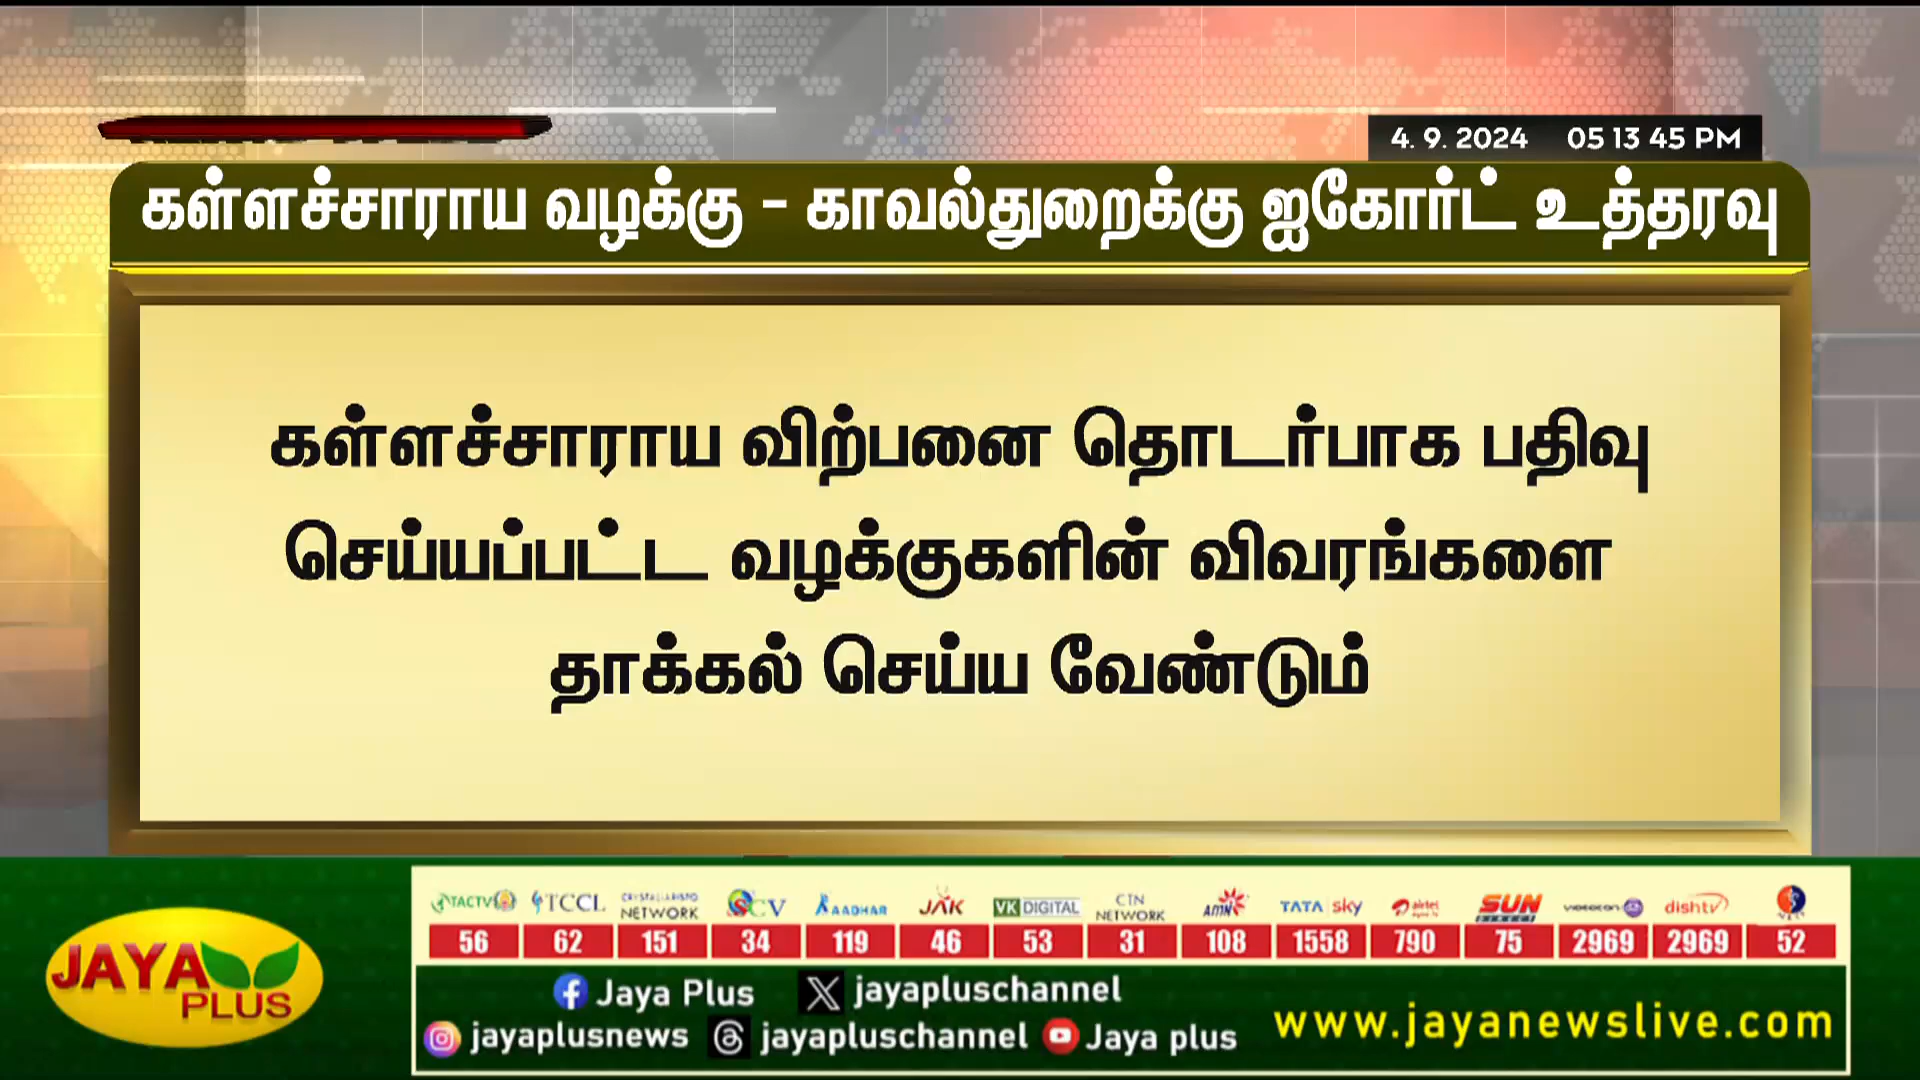 4. 9. 2024 05 13 45 PM
கள்ளச்சாராய வழக்கு - காவல்துறைக்கு ஐகோர்ட் உத்தரவு
கள்ளச்சாராய விற்பனை தொடர்பாக பதிவு
செய்யப்பட்ட வழக்குகளின் விவரங்களை
தாக்கல் செய்ய வேண்டும்
JAYA
PLUS
TACTV TCCL NETWORK SCV AADHAR JAK VK DIGITAL CTN NETWORK AMN TATA sky airtel SUN DIRECT videocon dishtv
56 62 151 34 119 46 53 31 108 1558 790 75 2969 2969 52
Jaya Plus jayapluschannel
jayaplusnews jayapluschannel Jaya plus
www.jayanewslive.com